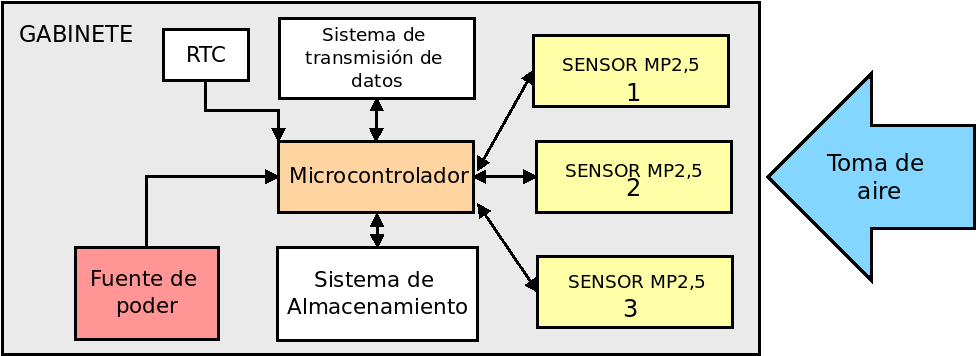 GABINETE
RTC
Sistema de
transmisión de
datos
SENSOR MP2,5
1
Microcontrolador
SENSOR MP2,5
2
Toma de
aire
Fuente de
poder
Sistema de
Almacenamiento
SENSOR MP2,5
3